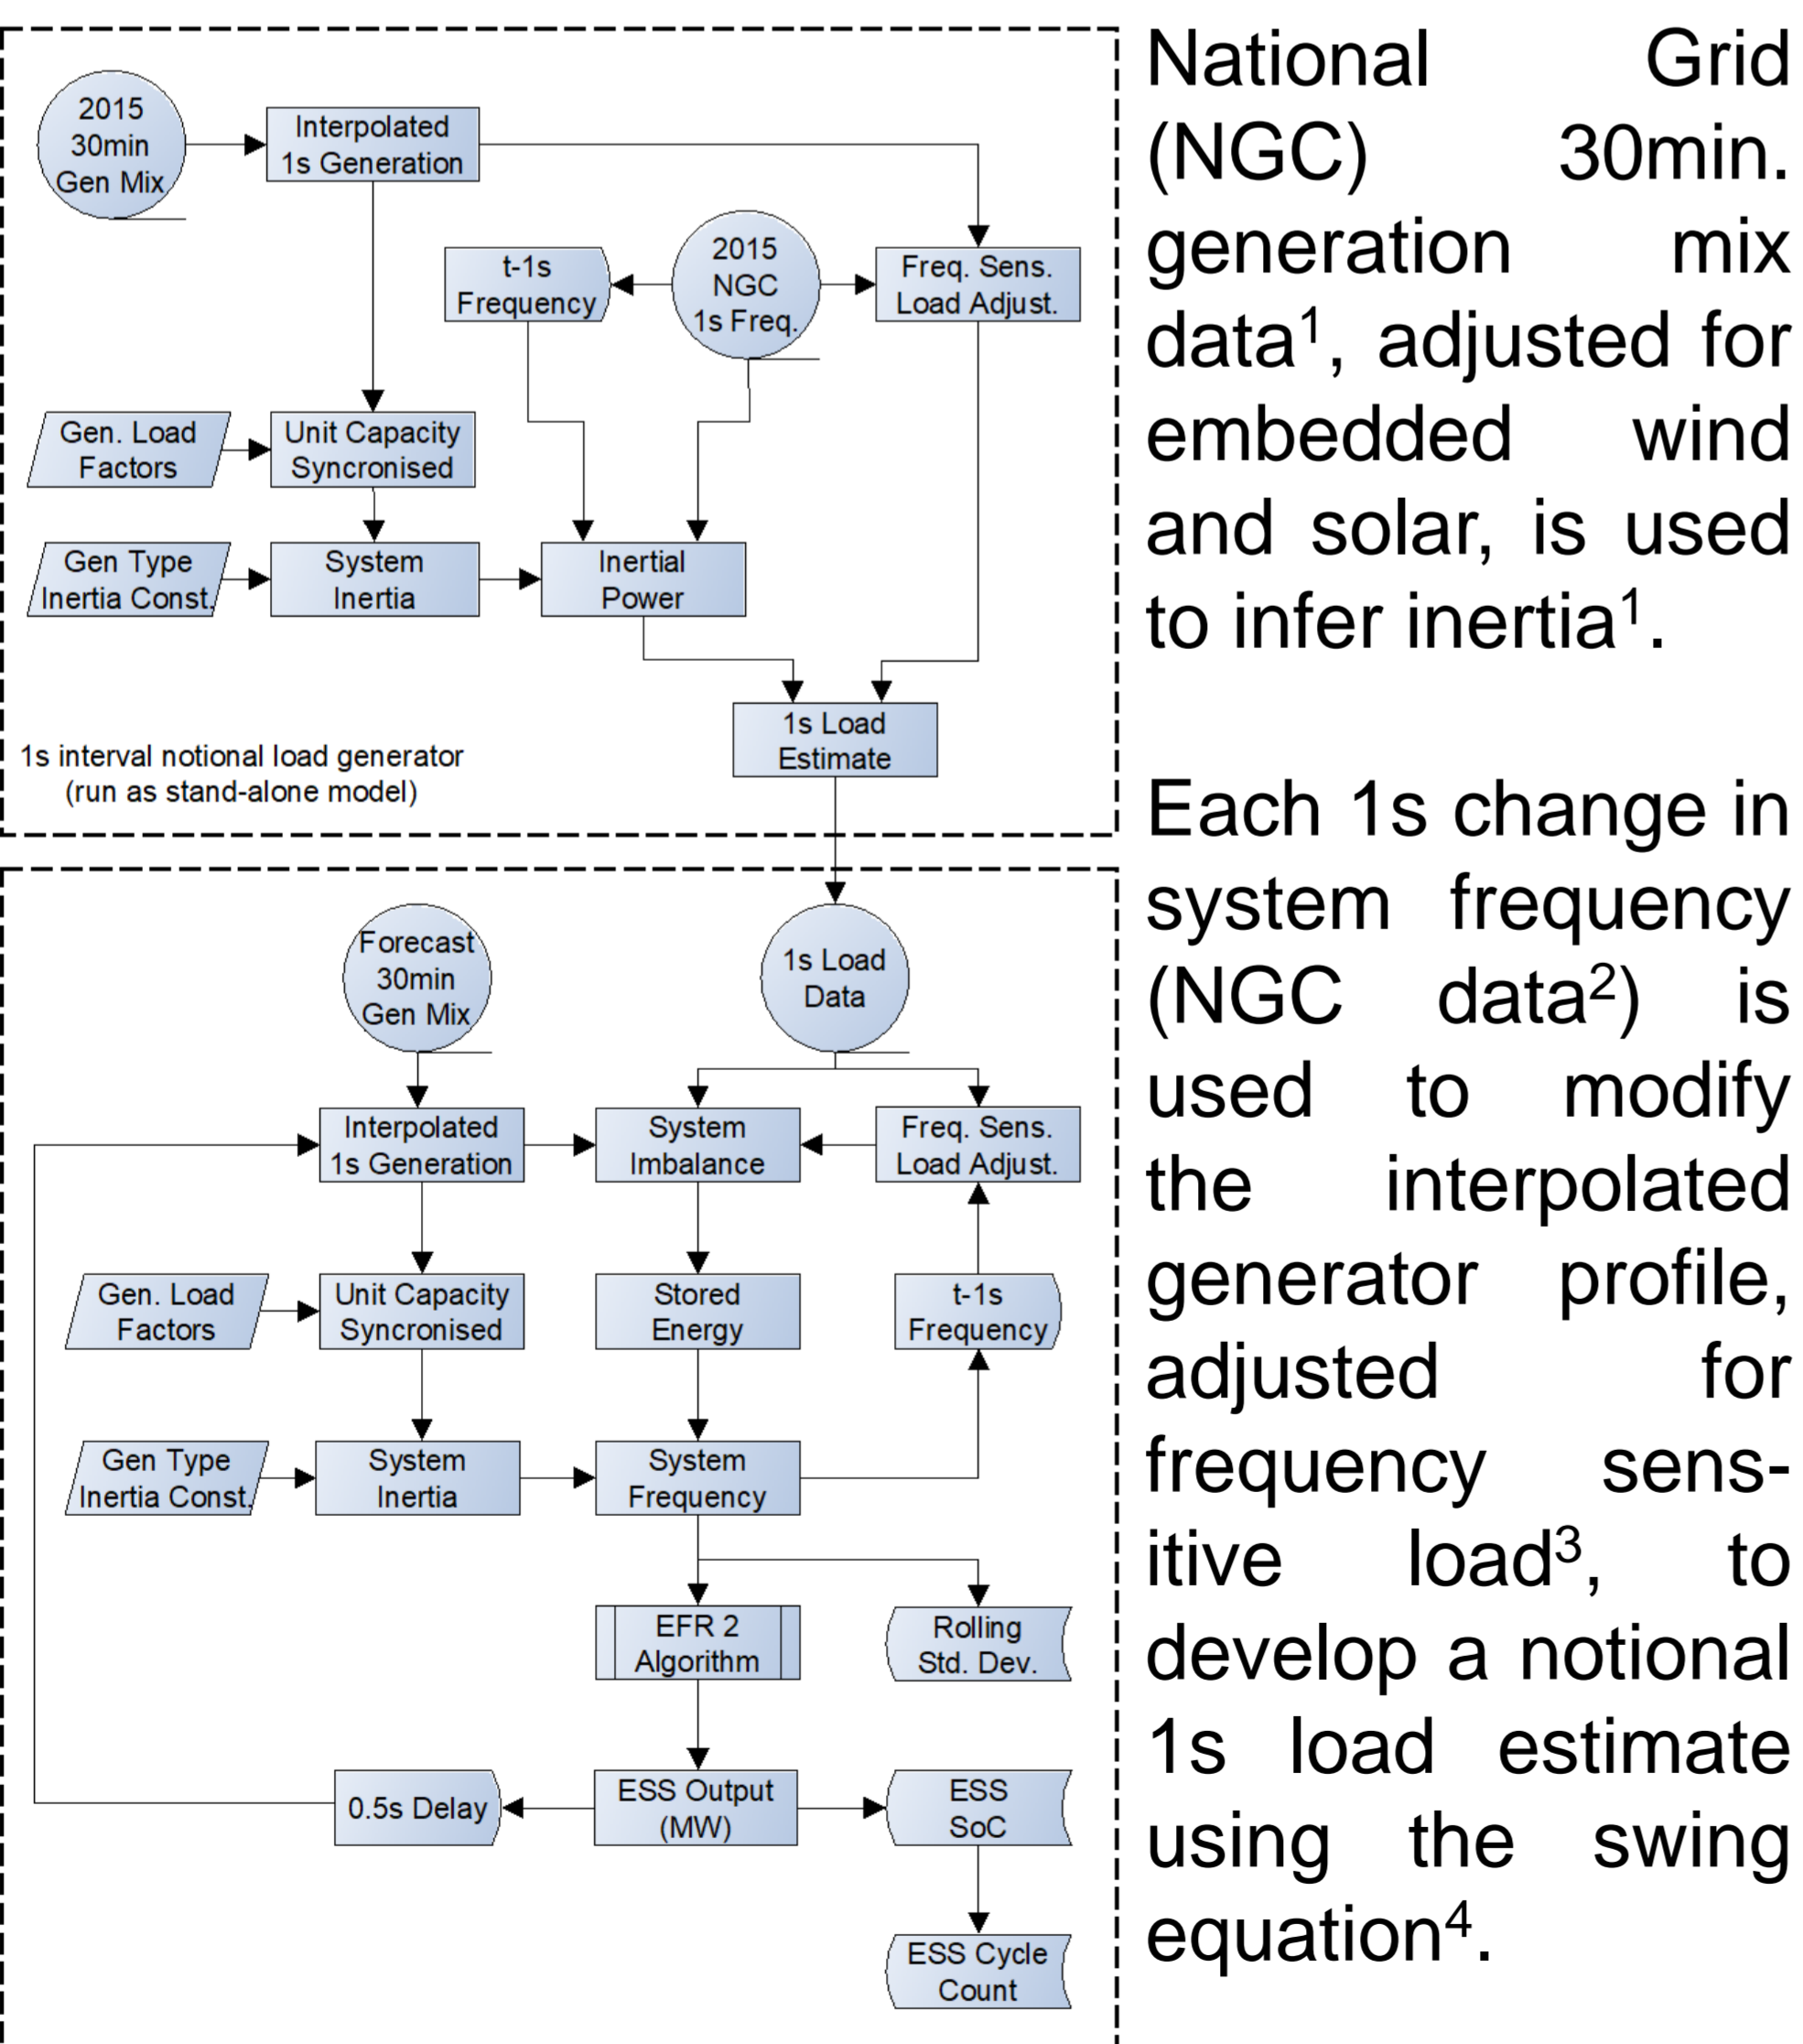 2015
30min
Gen Mix
Interpolated
1s Generation
t-1s
Frequency
2015
NGC
1s Freq.
Freq. Sens.
Load Adjust.
Gen. Load
Factors
Unit Capacity
Syncronised
Gen Type
Inertia Const.
System
Inertia
Inertial
Power
1s Load
Estimate
1s interval notional load generator
(run as stand-alone model)
Forecast
30min
Gen Mix
1s Load
Data
Interpolated
1s Generation
System
Imbalance
Freq. Sens.
Load Adjust.
Gen. Load
Factors
Unit Capacity
Syncronised
Stored
Energy
t-1s
Frequency
Gen Type
Inertia Const.
System
Inertia
System
Frequency
EFR 2
Algorithm
Rolling
Std. Dev.
0.5s Delay
ESS Output
(MW)
ESS
SoC
ESS Cycle
Count
National Grid
(NGC) 30min.
generation mix
data¹, adjusted for
embedded wind
and solar, is used
to infer inertia¹.
Each 1s change in
system frequency
(NGC data²) is
used to modify
the interpolated
generator profile,
adjusted for
frequency sens-
itive load³, to
develop a notional
1s load estimate
using the swing
equation⁴.